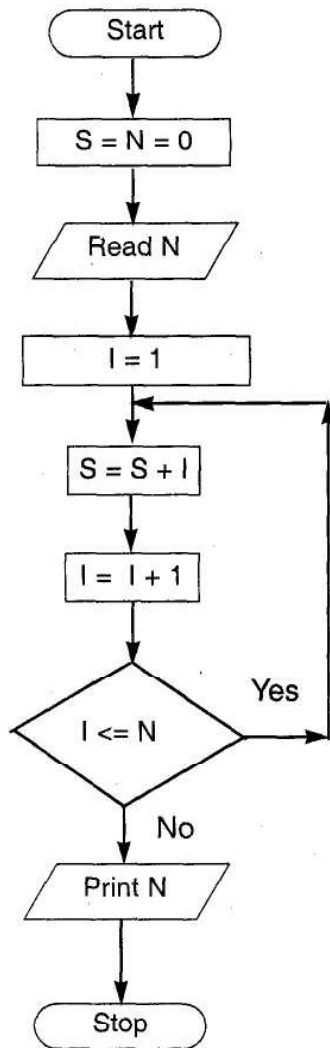 Start
S = N = 0
Read N
I = 1
S = S + I
I = I + 1
I <= N
Yes
No
Print N
Stop